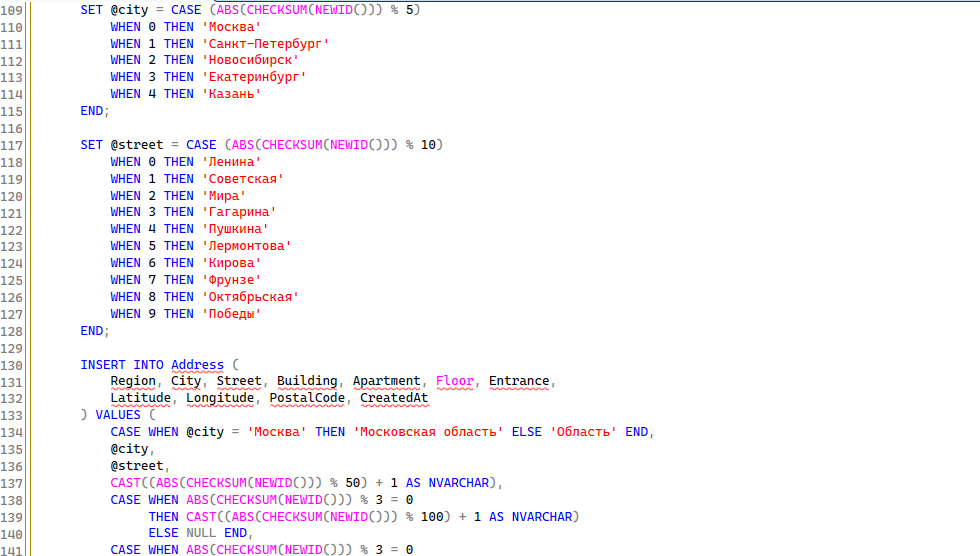 109 SET @city = CASE (ABS(CHECKSUM(NEWID())) % 5)
110 WHEN 0 THEN 'Москва'
111 WHEN 1 THEN 'Санкт-Петербург'
112 WHEN 2 THEN 'Новосибирск'
113 WHEN 3 THEN 'Екатеринбург'
114 WHEN 4 THEN 'Казань'
115 END;
116
117 SET @street = CASE (ABS(CHECKSUM(NEWID())) % 10)
118 WHEN 0 THEN 'Ленина'
119 WHEN 1 THEN 'Советская'
120 WHEN 2 THEN 'Мира'
121 WHEN 3 THEN 'Гагарина'
122 WHEN 4 THEN 'Пушкина'
123 WHEN 5 THEN 'Лермонтова'
124 WHEN 6 THEN 'Кирова'
125 WHEN 7 THEN 'Фрунзе'
126 WHEN 8 THEN 'Октябрьская'
127 WHEN 9 THEN 'Победы'
128 END;
129
130 INSERT INTO Address (
131 Region, City, Street, Building, Apartment, Floor, Entrance,
132 Latitude, Longitude, PostalCode, CreatedAt
133 ) VALUES (
134 CASE WHEN @city = 'Москва' THEN 'Московская область' ELSE 'Область' END,
135 @city,
136 @street,
137 CAST((ABS(CHECKSUM(NEWID())) % 50) + 1 AS NVARCHAR),
138 CASE WHEN ABS(CHECKSUM(NEWID())) % 3 = 0
139 THEN CAST((ABS(CHECKSUM(NEWID())) % 100) + 1 AS NVARCHAR)
140 ELSE NULL END,
141 CASE WHEN ABS(CHECKSUM(NEWID())) % 3 = 0